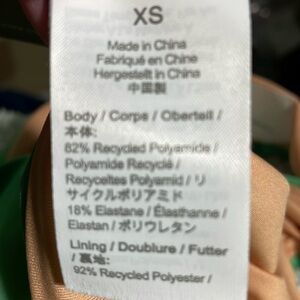 XS
Made in China
Fabriqué en Chine
Hergestellt in China
中国製
Body / Corps / Oberteil /
本体:
82% Recycled Polyamide /
Polyamide Recyclé /
Recyceltes Polyamid / リ
サイクルポリアミド
18% Elastane / Élasthanne /
Elastan / ポリウレタン
Lining / Doublure / Futter
/ 裏地:
92% Recycled Polyester /